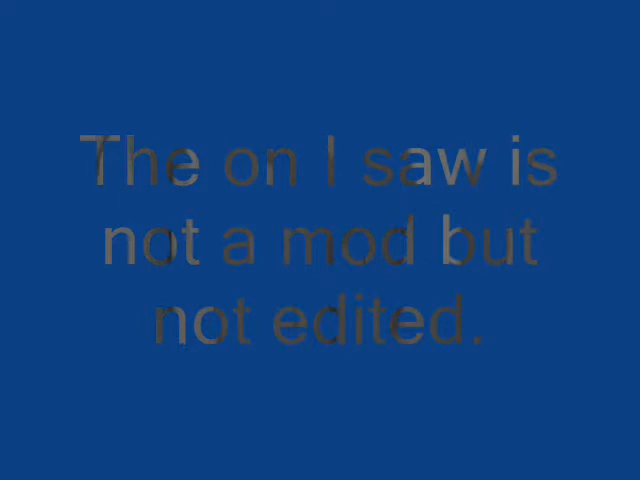 The on I saw is
not a mod but
not edited.